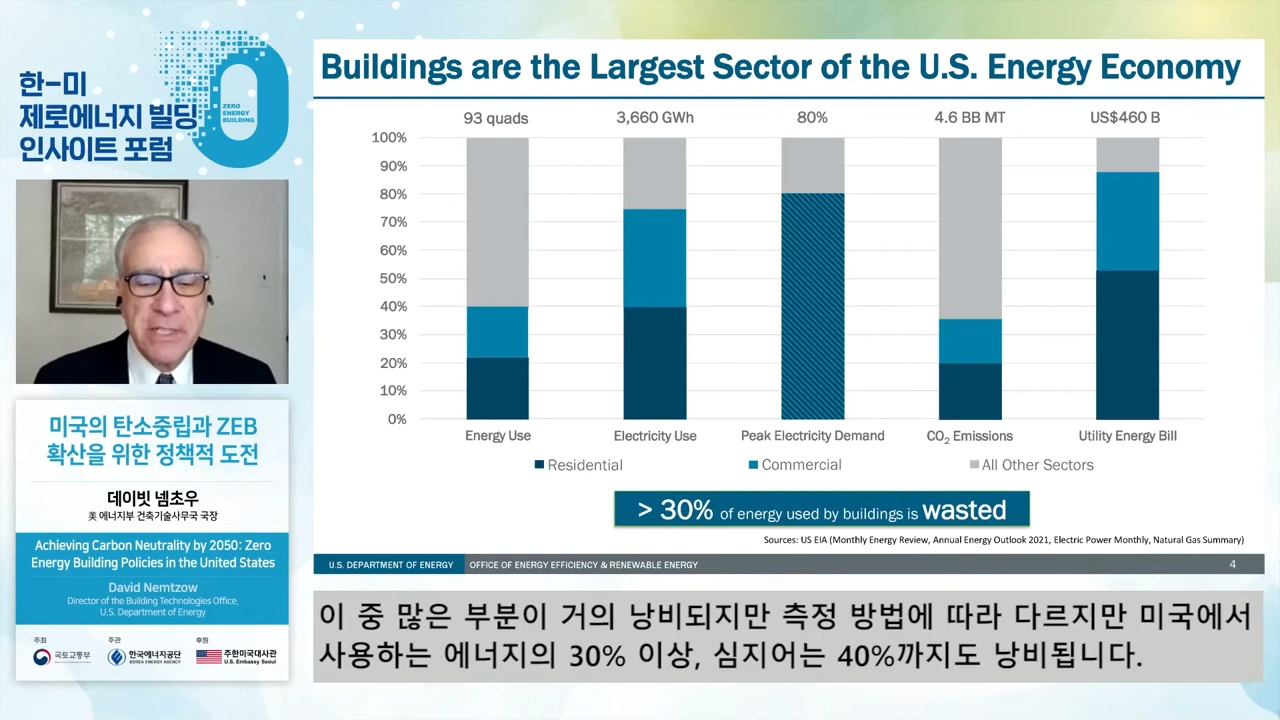 한-미
제로에너지 빌딩
인사이트 포럼
ZERO
ENERGY
BUILDING
미국의 탄소중립과 ZEB
확산을 위한 정책적 도전
데이빗 넴초우
美 에너지부 건축기술사무국 국장
Achieving Carbon Neutrality by 2050: Zero
Energy Building Policies in the United States
David Nemtzow
Director of the Building Technologies Office,
U.S. Department of Energy
주최 주관 후원
국토교통부 한국에너지공단 주한미국대사관
KOREA ENERGY AGENCY U.S. Embassy Seoul
Buildings are the Largest Sector of the U.S. Energy Economy
93 quads 3,660 GWh 80% 4.6 BB MT US$460 B
100%
90%
80%
70%
60%
50%
40%
30%
20%
10%
0%
Energy Use Electricity Use Peak Electricity Demand CO₂ Emissions Utility Energy Bill
Residential Commercial All Other Sectors
> 30% of energy used by buildings is wasted
Sources: US EIA (Monthly Energy Review, Annual Energy Outlook 2021, Electric Power Monthly, Natural Gas Summary)
U.S. DEPARTMENT OF ENERGY OFFICE OF ENERGY EFFICIENCY & RENEWABLE ENERGY 4
이 중 많은 부분이 거의 낭비되지만 측정 방법에 따라 다르지만 미국에서
사용하는 에너지의 30% 이상, 심지어는 40%까지도 낭비됩니다.